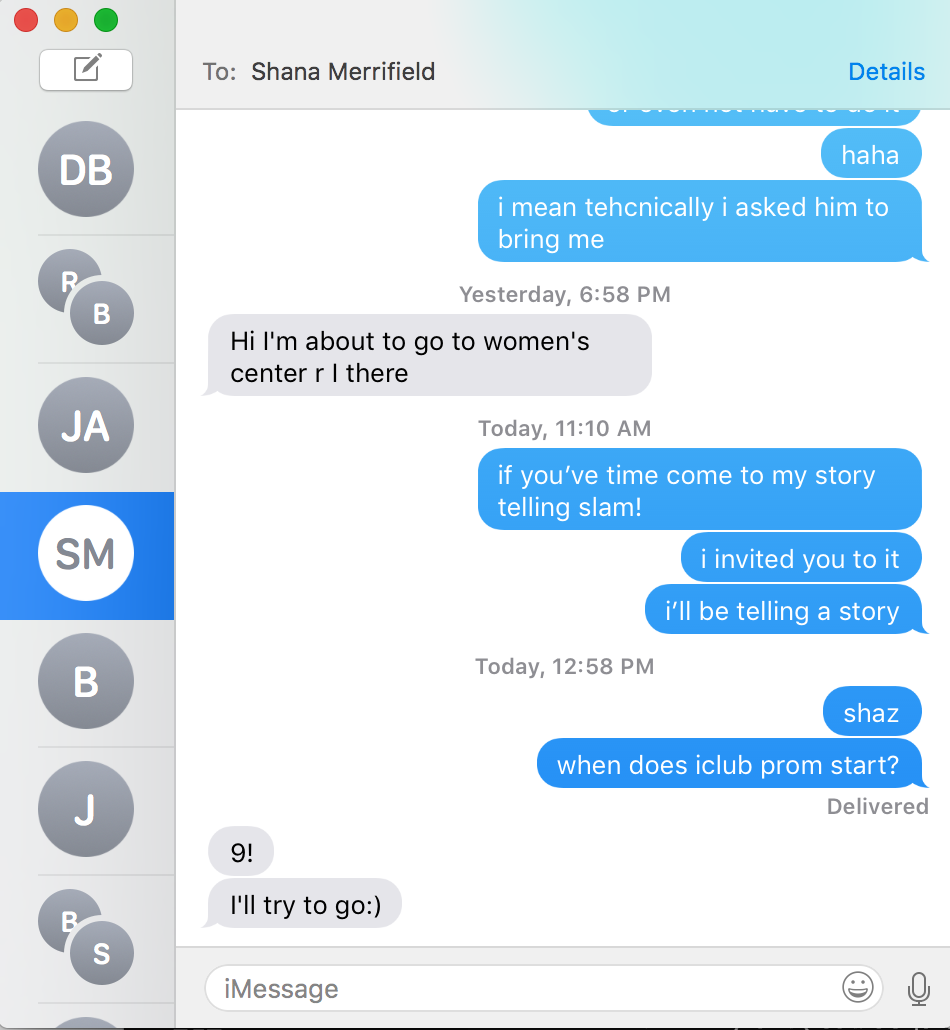 To: Shana Merrifield
Details
haha
i mean tehcnically i asked him to
bring me
Yesterday, 6:58 PM
Hi I'm about to go to women's
center r I there
Today, 11:10 AM
if you’ve time come to my story
telling slam!
i invited you to it
i’ll be telling a story
Today, 12:58 PM
shaz
when does iclub prom start?
Delivered
9!
I'll try to go:)
iMessage
DB
R
B
JA
SM
B
J
B
S